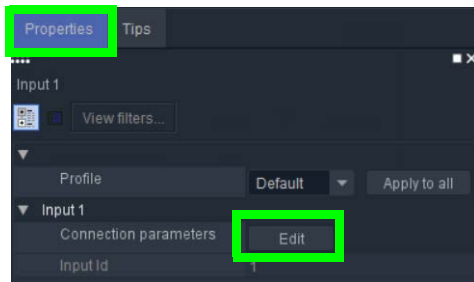 Properties Tips
Input 1
View filters...
Profile Default Apply to all
Input 1
Connection parameters Edit
Input Id 1